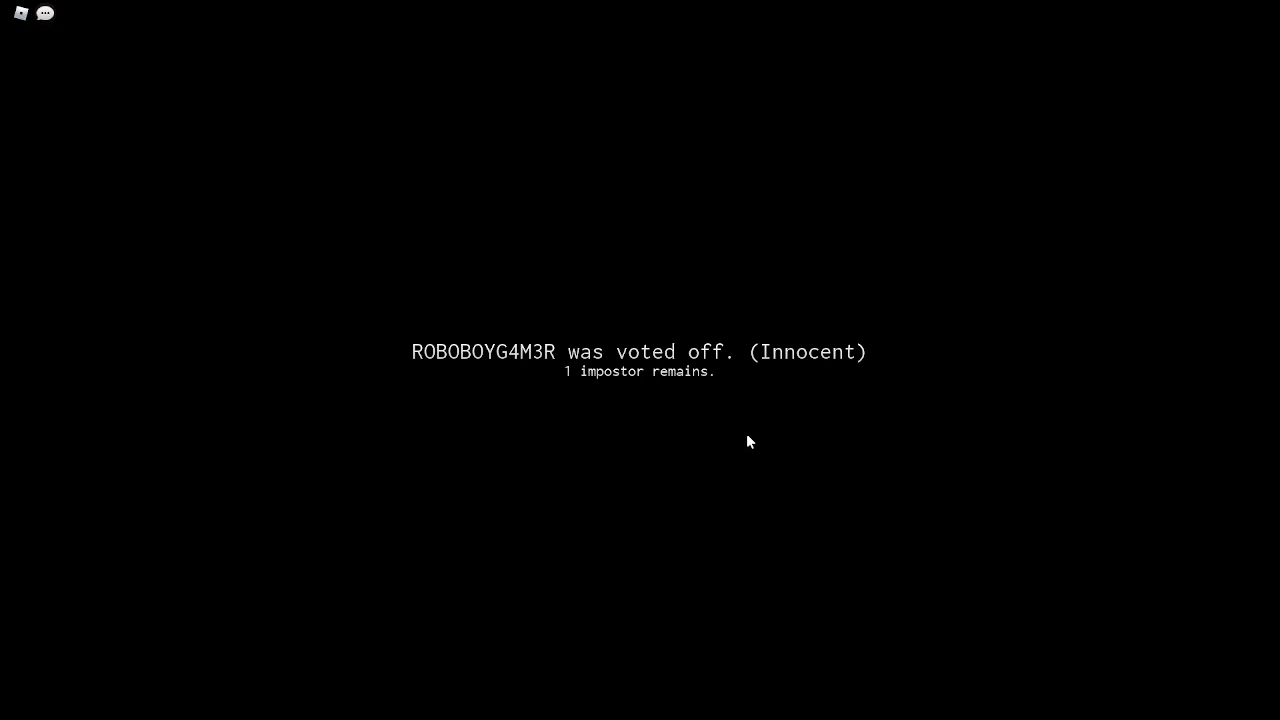 ROBOBOYG4M3R was voted off. (Innocent)
1 impostor remains.